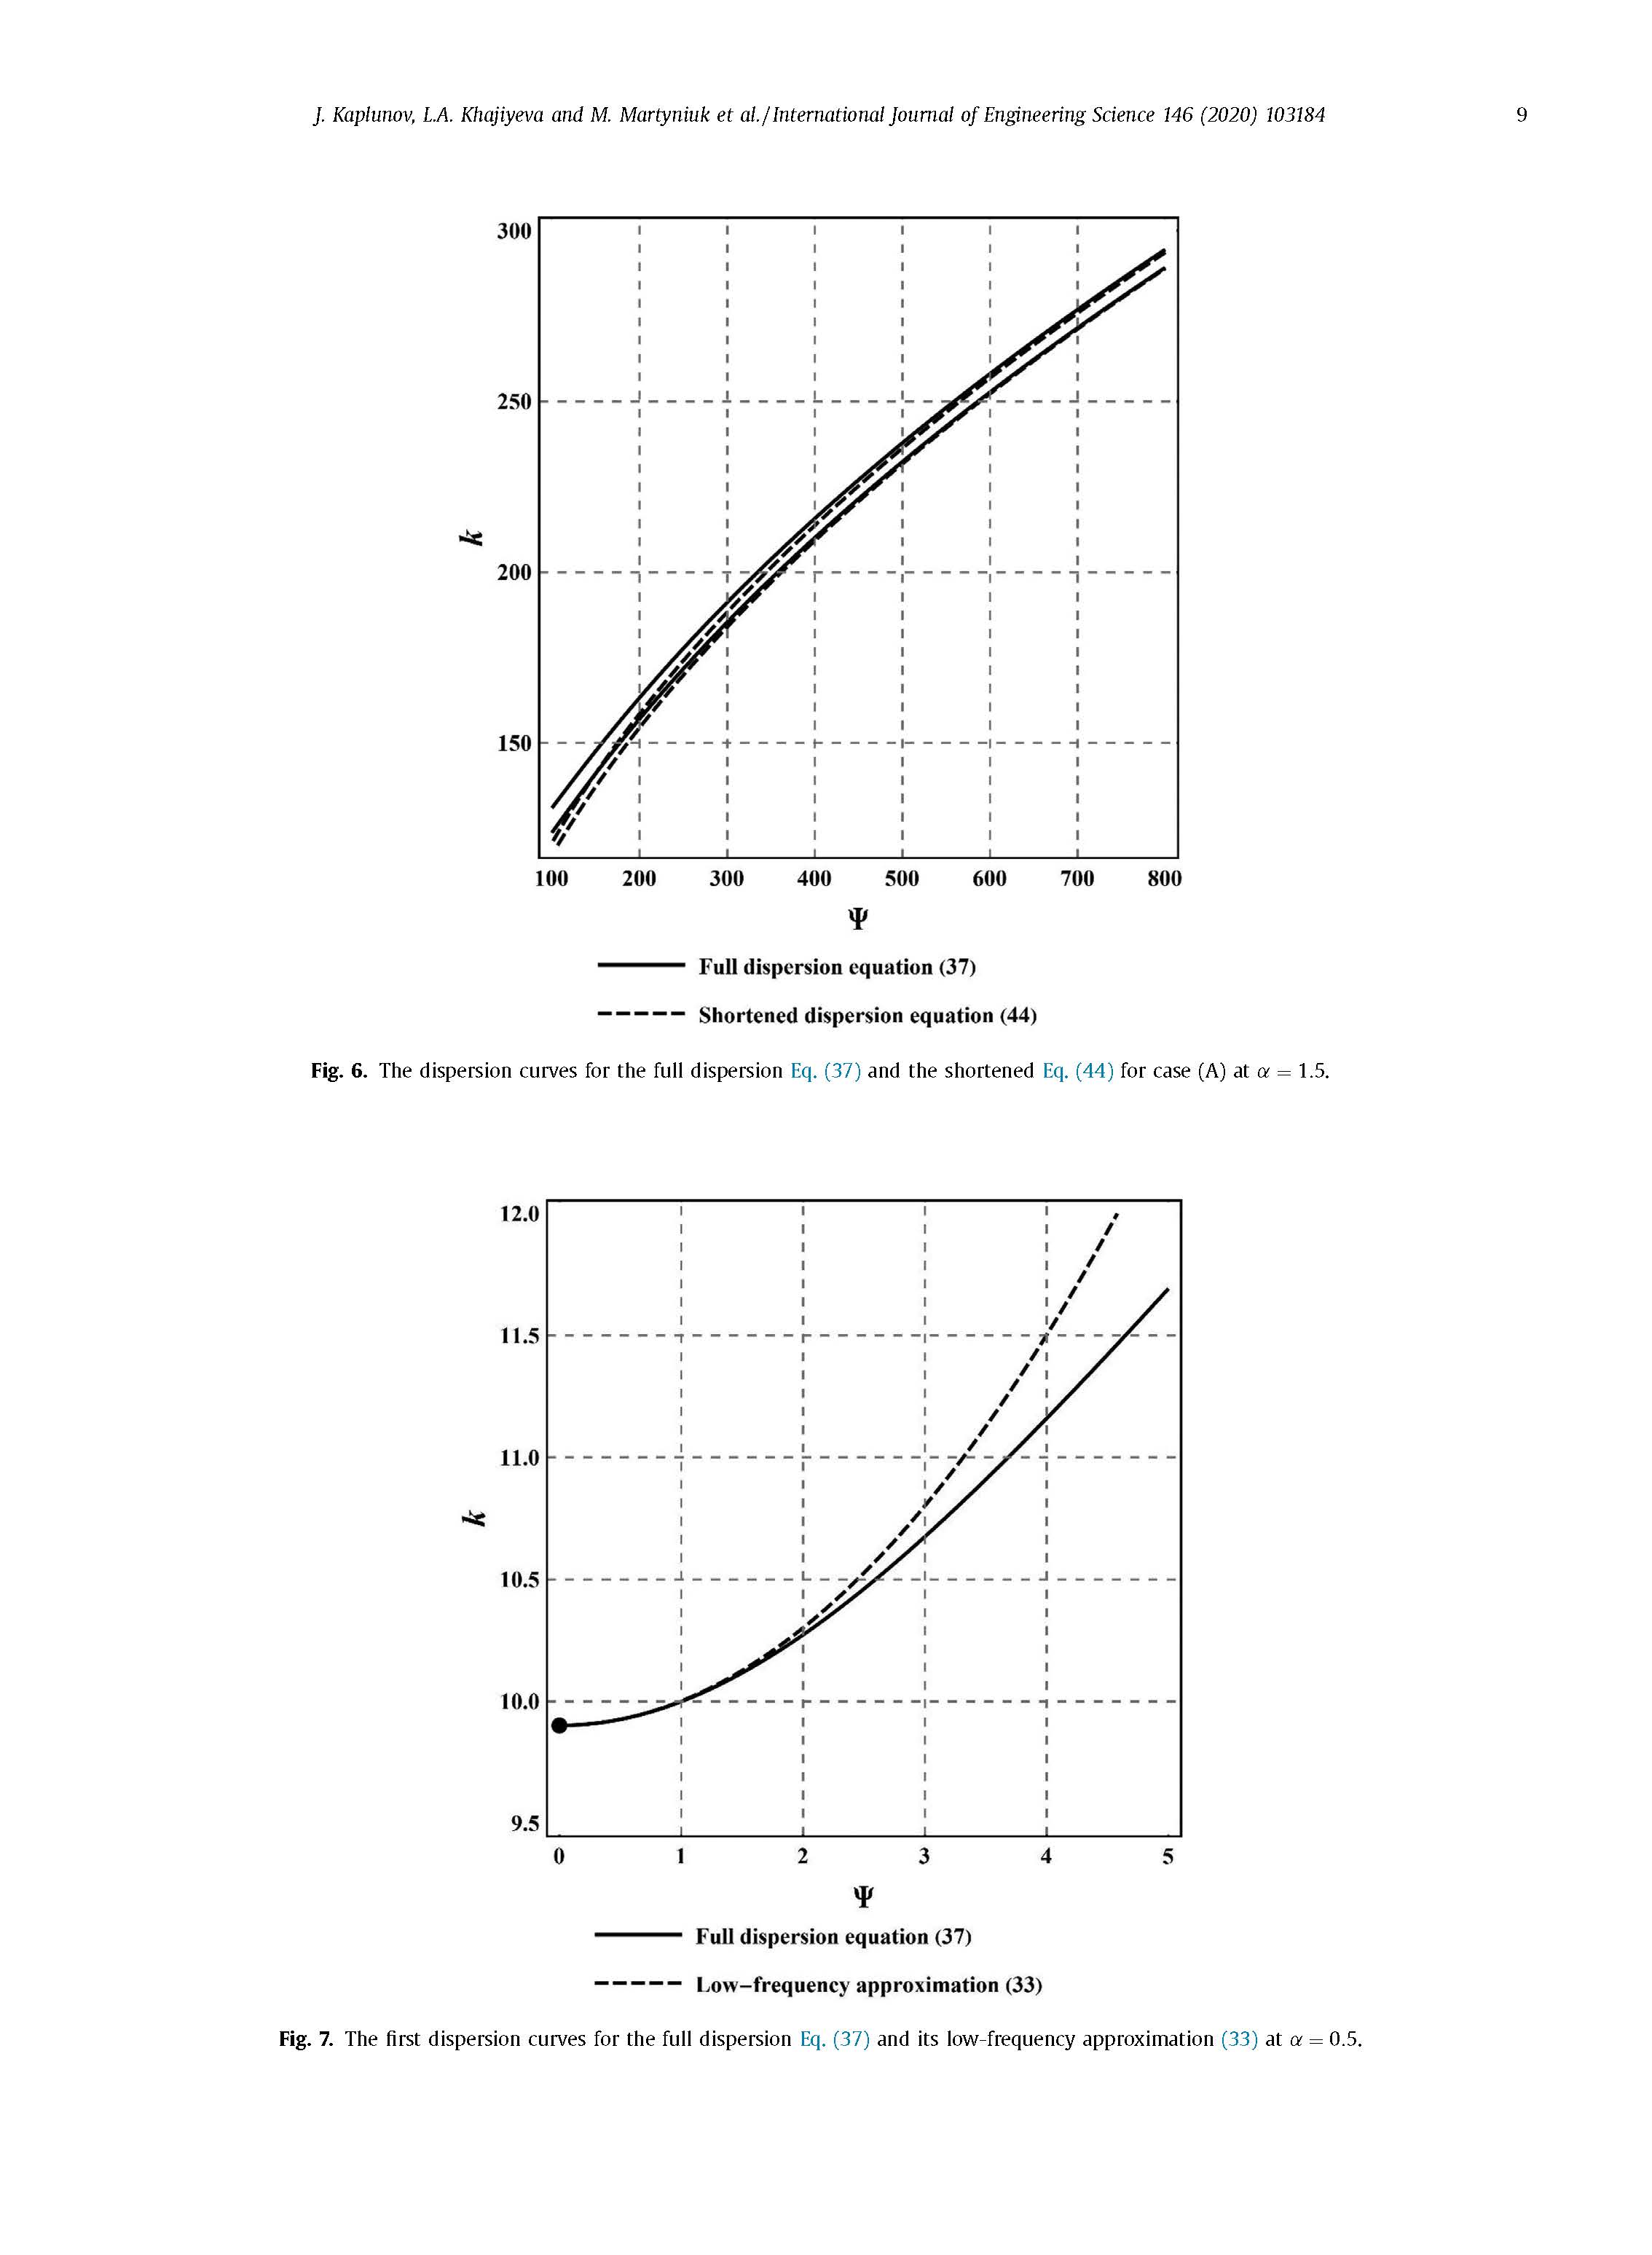 J. Kaplunov, L.A. Khajiyeva and M. Martyniuk et al. / International Journal of Engineering Science 146 (2020) 103184 9
300
250
200
150
k
100 200 300 400 500 600 700 800
Ψ
Full dispersion equation (37)
Shortened dispersion equation (44)
Fig. 6. The dispersion curves for the full dispersion Eq. (37) and the shortened Eq. (44) for case (A) at α = 1.5.
12.0
11.5
11.0
k
10.5
10.0
9.5
0 1 2 3 4 5
Ψ
Full dispersion equation (37)
Low–frequency approximation (33)
Fig. 7. The first dispersion curves for the full dispersion Eq. (37) and its low-frequency approximation (33) at α = 0.5.